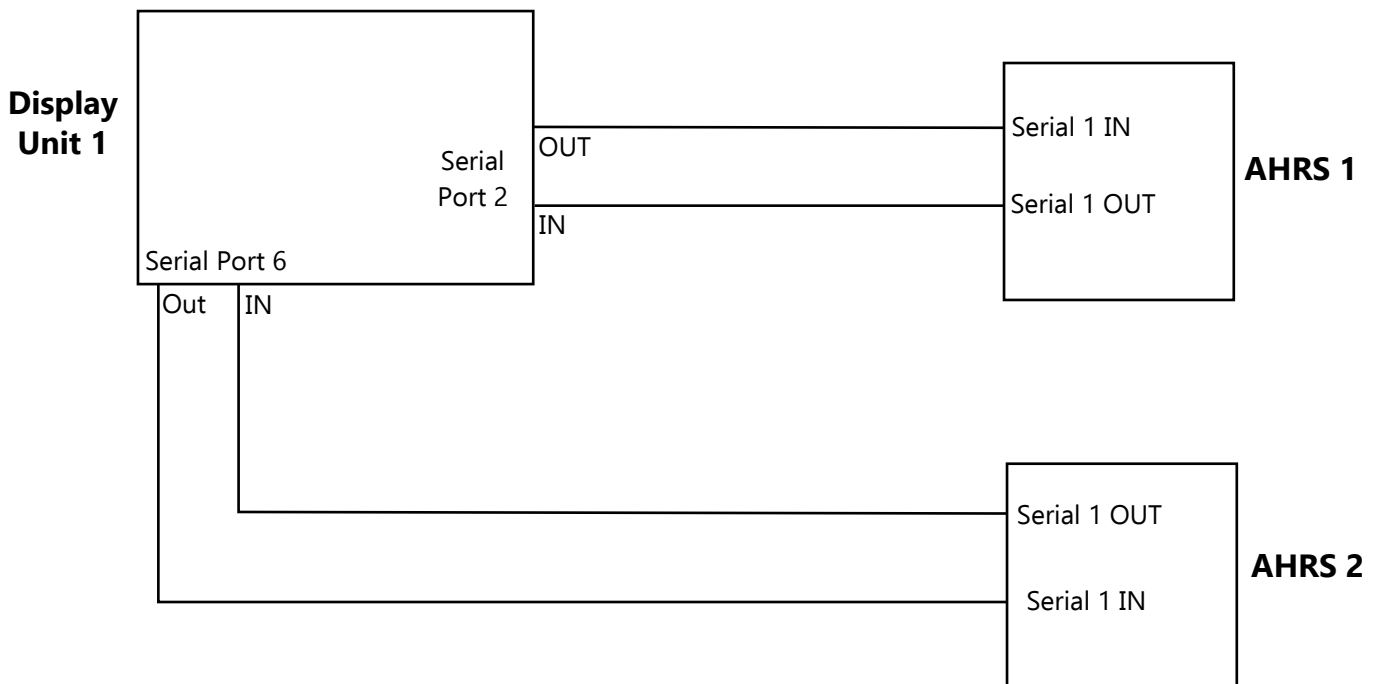 Display
Unit 1
Serial
Port 2
OUT
IN
Serial 1 IN
Serial 1 OUT
AHRS 1
Serial Port 6
Out
IN
Serial 1 OUT
Serial 1 IN
AHRS 2